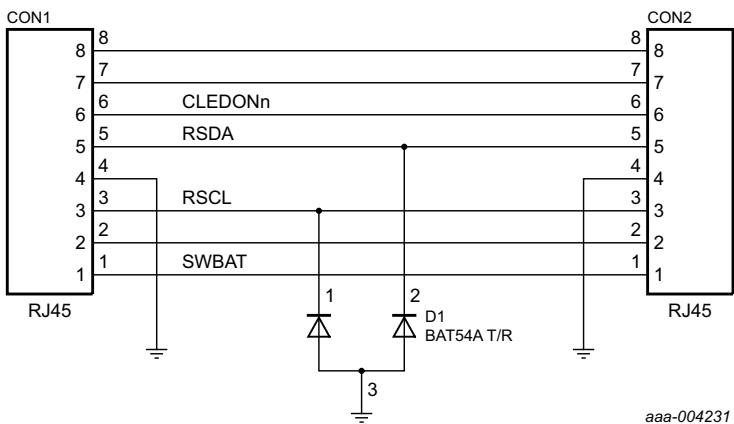 CON1 CON2
8 8 8 8
7 7 7 7
6 6 CLEDONn 6 6
5 5 RSDA 5 5
4 4 4 4
3 3 RSCL 3 3
2 2 2 2
1 1 SWBAT 1 1
RJ45 RJ45
1 2
D1
BAT54A T/R
3
aaa-004231